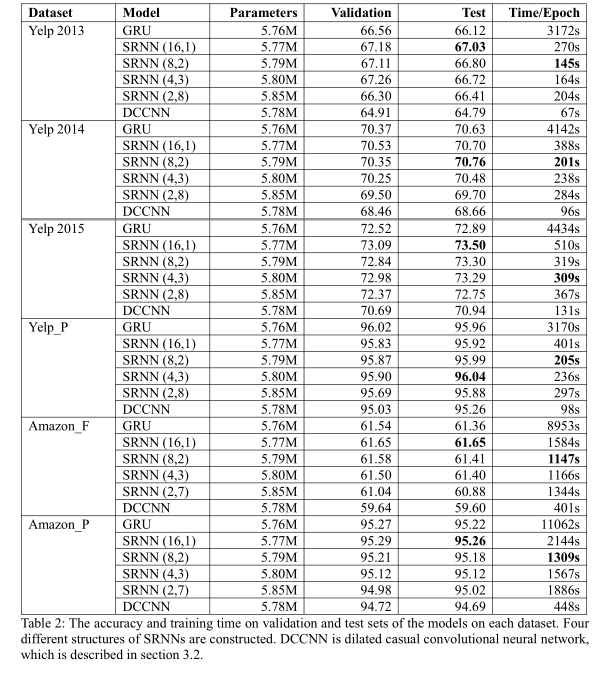 Dataset Model Parameters Validation Test Time/Epoch
Yelp 2013 GRU 5.76M 66.56 66.12 3172s
SRNN (16,1) 5.77M 67.18 67.03 270s
SRNN (8,2) 5.79M 67.11 66.80 145s
SRNN (4,3) 5.80M 67.26 66.72 164s
SRNN (2,8) 5.85M 66.30 66.41 204s
DCCNN 5.78M 64.91 64.79 67s
Yelp 2014 GRU 5.76M 70.37 70.63 4142s
SRNN (16,1) 5.77M 70.53 70.70 388s
SRNN (8,2) 5.79M 70.35 70.76 201s
SRNN (4,3) 5.80M 70.25 70.48 238s
SRNN (2,8) 5.85M 69.50 69.70 284s
DCCNN 5.78M 68.46 68.66 96s
Yelp 2015 GRU 5.76M 72.52 72.89 4434s
SRNN (16,1) 5.77M 73.09 73.50 510s
SRNN (8,2) 5.79M 72.84 73.30 319s
SRNN (4,3) 5.80M 72.98 73.29 309s
SRNN (2,8) 5.85M 72.37 72.75 367s
DCCNN 5.78M 70.69 70.94 131s
Yelp_P GRU 5.76M 96.02 95.96 3170s
SRNN (16,1) 5.77M 95.83 95.92 401s
SRNN (8,2) 5.79M 95.87 95.99 205s
SRNN (4,3) 5.80M 95.90 96.04 236s
SRNN (2,8) 5.85M 95.69 95.88 297s
DCCNN 5.78M 95.03 95.26 98s
Amazon_F GRU 5.76M 61.54 61.36 8953s
SRNN (16,1) 5.77M 61.65 61.65 1584s
SRNN (8,2) 5.79M 61.58 61.41 1147s
SRNN (4,3) 5.80M 61.50 61.40 1166s
SRNN (2,7) 5.85M 61.04 60.88 1344s
DCCNN 5.78M 59.64 59.60 401s
Amazon_P GRU 5.76M 95.27 95.22 11062s
SRNN (16,1) 5.77M 95.29 95.26 2144s
SRNN (8,2) 5.79M 95.21 95.18 1309s
SRNN (4,3) 5.80M 95.12 95.12 1567s
SRNN (2,7) 5.85M 94.98 95.02 1886s
DCCNN 5.78M 94.72 94.69 448s
Table 2: The accuracy and training time on validation and test sets of the models on each dataset. Four
different structures of SRNNs are constructed. DCCNN is dilated casual convolutional neural network,
which is described in section 3.2.